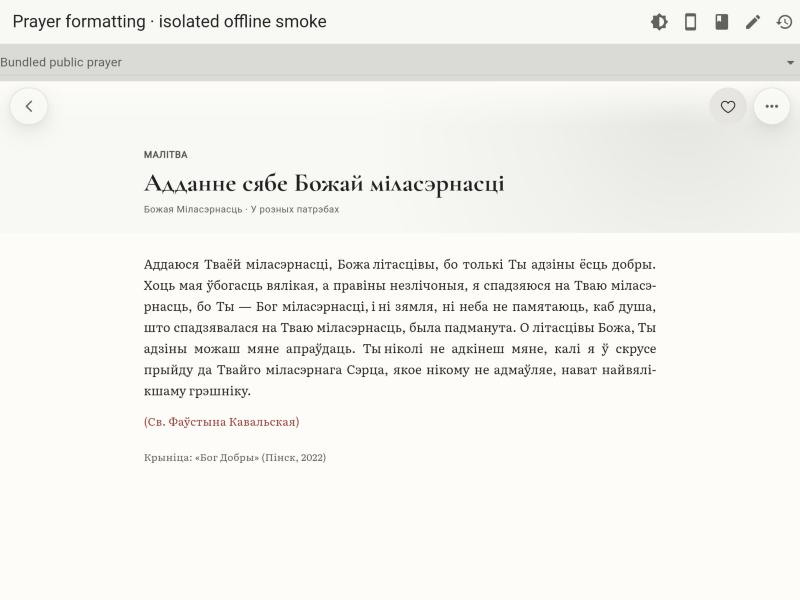 Prayer formatting · isolated offline smoke
Bundled public prayer
МАЛІТВА
Адданне сябе Божай міласэрнасці
Божая Міласэрнасць · У розных патрэбах
Аддаюся Тваёй міласэрнасці, Божа літасцівы, бо толькі Ты адзіны ёсць добры.
Хоць мая ўбогасць вялікая, а правіны незлічоныя, я спадзяюся на Тваю міласэ-
рнасць, бо Ты — Бог міласэрнасці, і ні зямля, ні неба не памятаюць, каб душа,
што спадзявалася на Тваю міласэрнасць, была падманута. О літасцівы Божа, Ты
адзіны можаш мяне апраўдаць. Ты ніколі не адкінеш мяне, калі я ў скрусе
прыйду да Твайго міласэрнага Сэрца, якое нікому не адмаўляе, нават найвялі-
кшаму грэшніку.
(Св. Фаўстына Кавальская)
Крыніца: «Бог Добры» (Пінск, 2022)